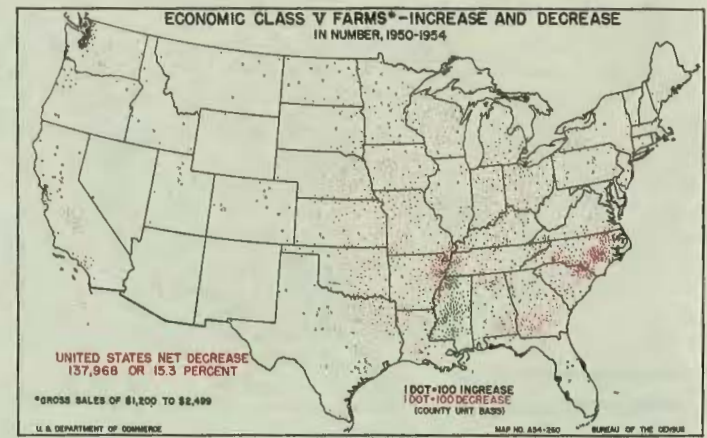 ECONOMIC CLASS V FARMS*-INCREASE AND DECREASE
IN NUMBER, 1950-1954
UNITED STATES NET DECREASE
137,968 OR 15.3 PERCENT
*GROSS SALES OF $1,200 TO $2,499
1 DOT=100 INCREASE
1 DOT=100 DECREASE
(COUNTY UNIT BASIS)
U. S. DEPARTMENT OF COMMERCE
MAP NO. A54-260
BUREAU OF THE CENSUS